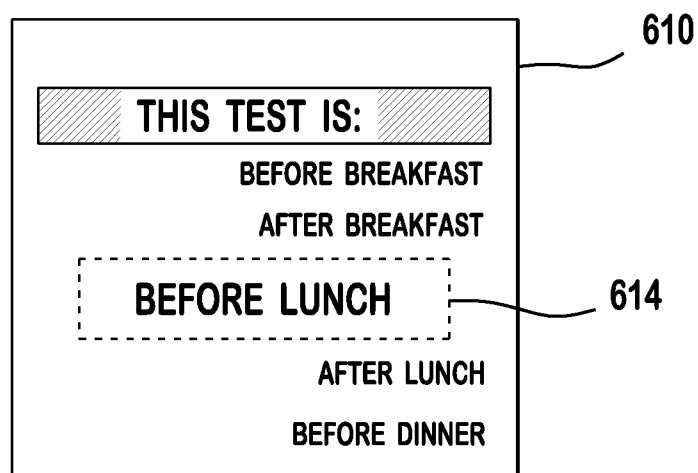 610
THIS TEST IS:
BEFORE BREAKFAST
AFTER BREAKFAST
BEFORE LUNCH
614
AFTER LUNCH
BEFORE DINNER